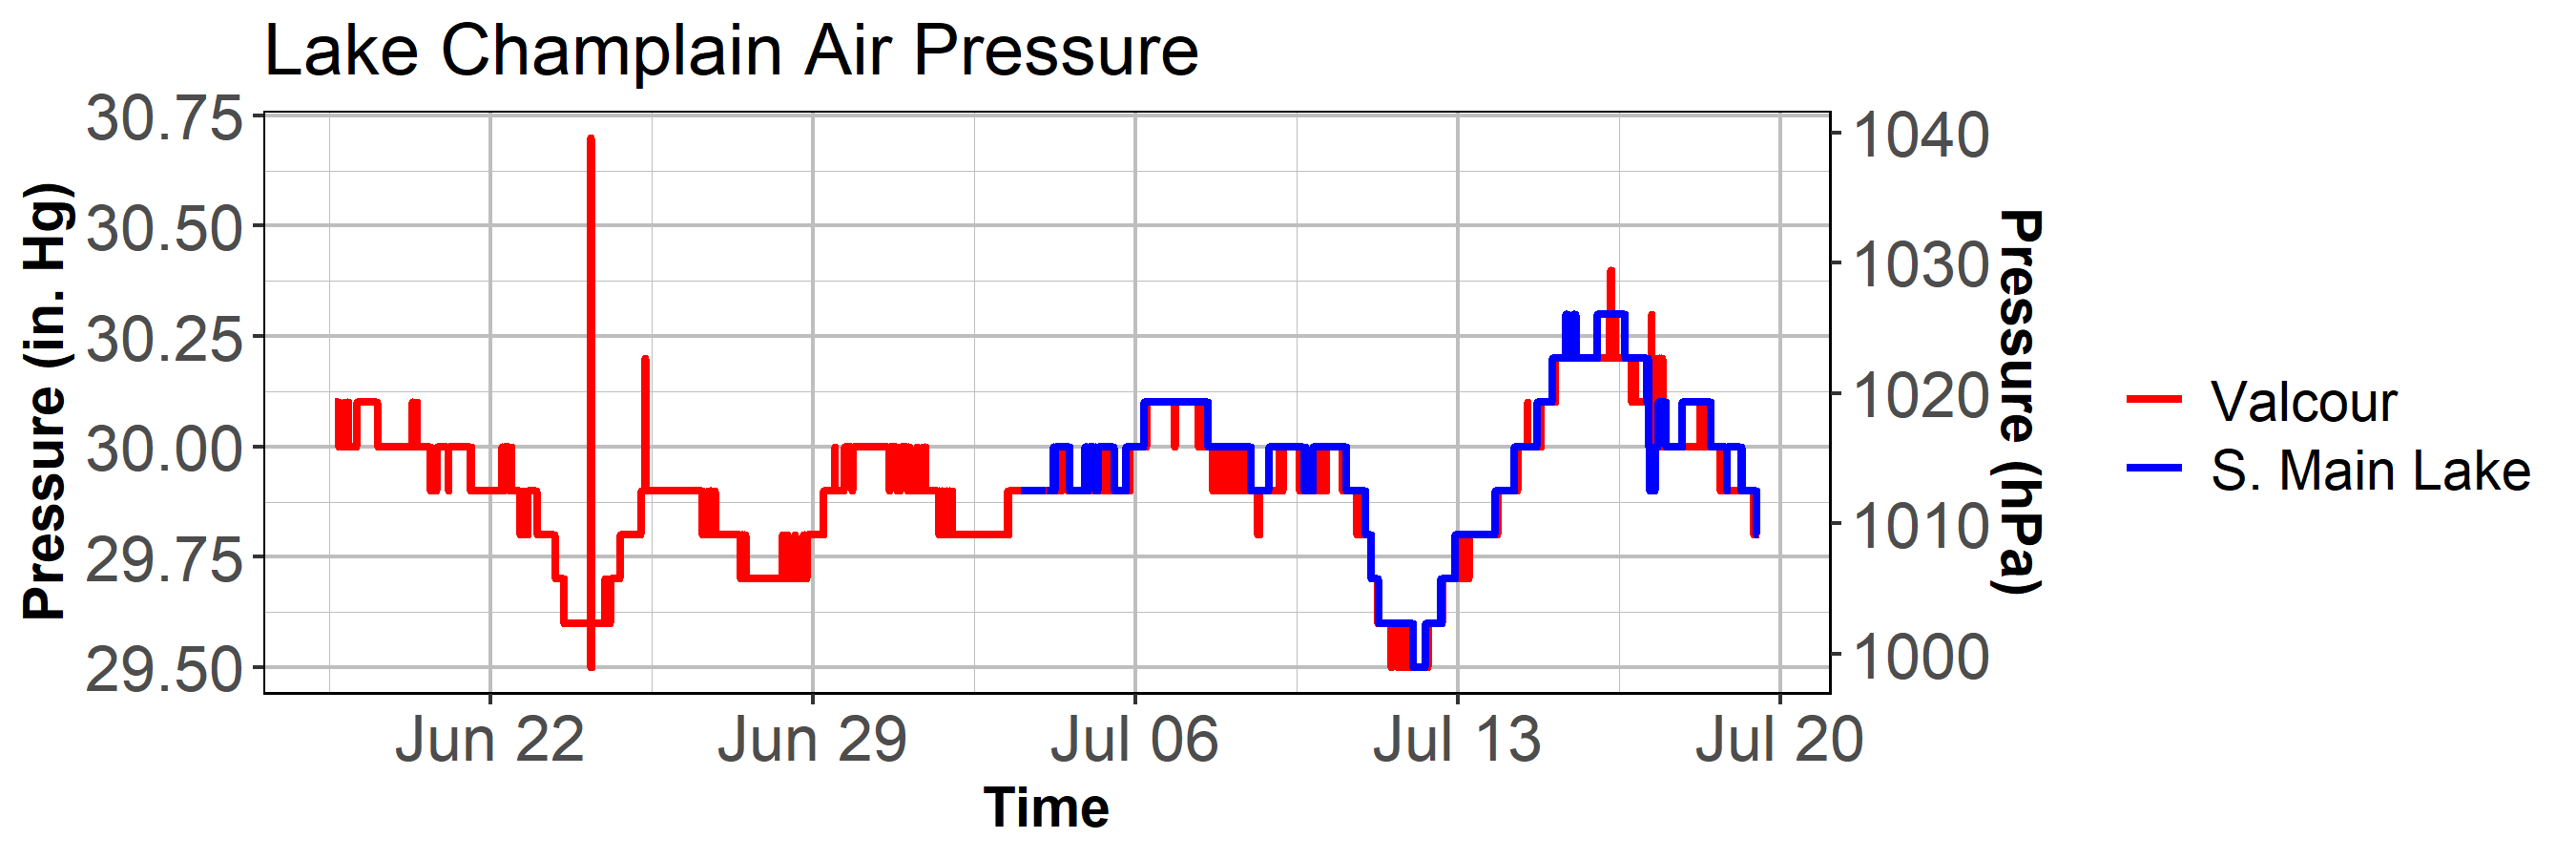 Lake Champlain Air Pressure
Pressure (in. Hg)
30.75
30.50
30.25
30.00
29.75
29.50
1040
1030
1020
1010
1000
Pressure (hPa)
Jun 22
Jun 29
Jul 06
Jul 13
Jul 20
Time
Valcour
S. Main Lake